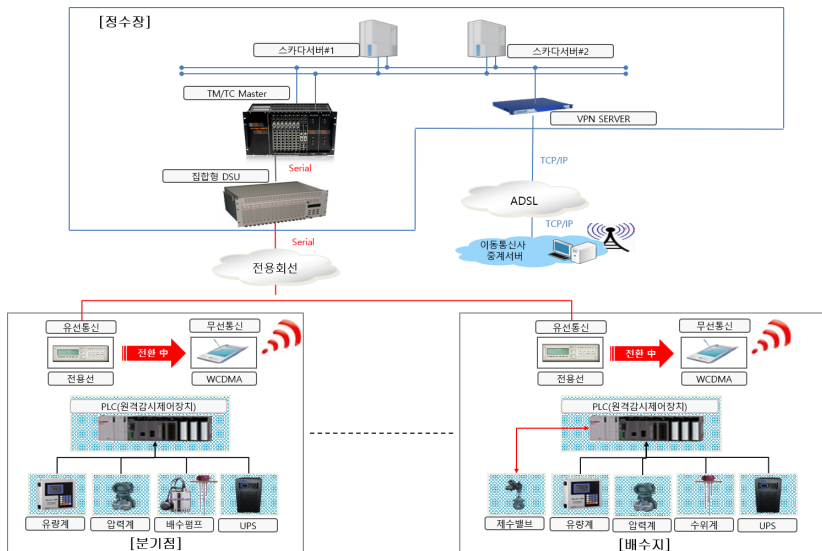 [정수장]
스카다서버#1
스카다서버#2
TM/TC Master
VPN SERVER
Serial
TCP/IP
집합형 DSU
ADSL
Serial
TCP/IP
이동통신사
중계서버
전용회선
유선통신
무선통신
전환 中
전용선
WCDMA
PLC(원격감시제어장치)
유량계
압력계
배수펌프
UPS
[분기점]
유선통신
무선통신
전환 中
전용선
WCDMA
PLC(원격감시제어장치)
제수밸브
유량계
압력계
수위계
UPS
[배수지]